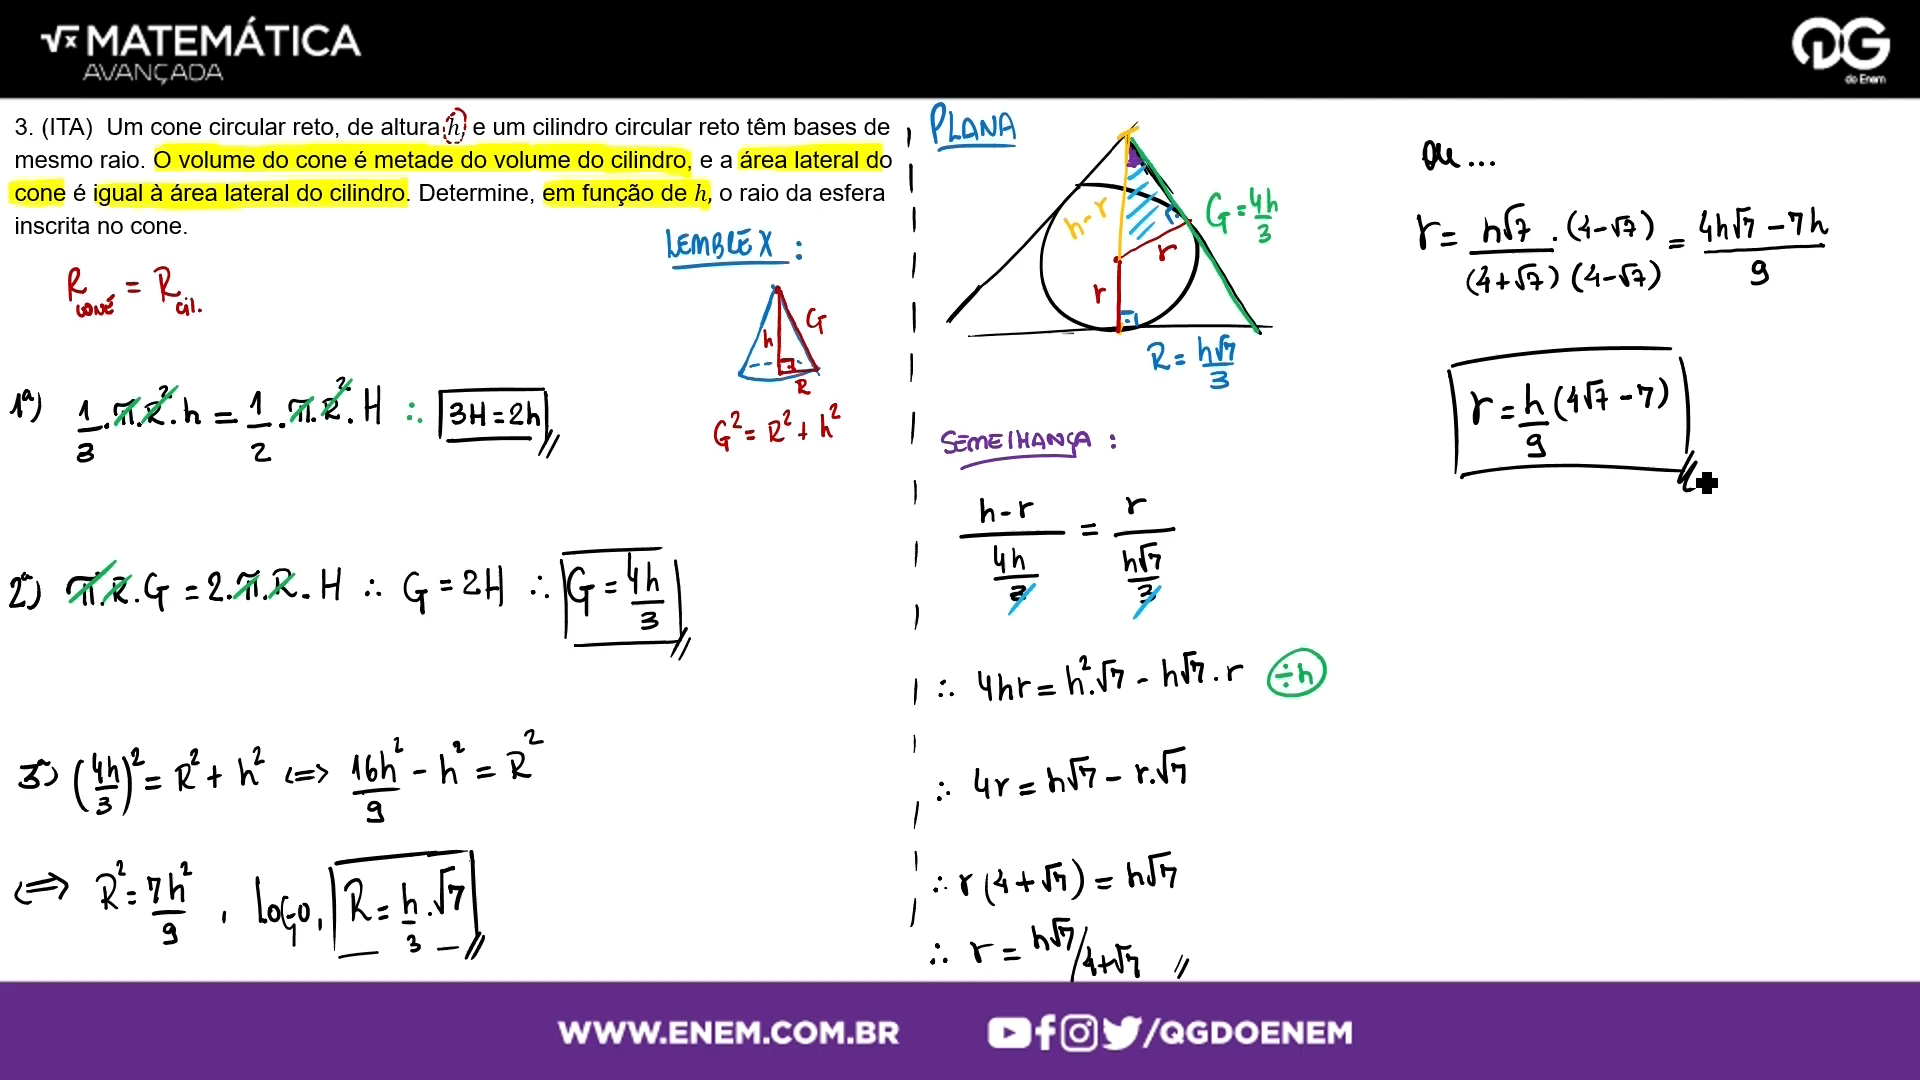 √x MATEMÁTICA
AVANÇADA
QG
do Enem
3. (ITA) Um cone circular reto, de altura h, e um cilindro circular reto têm bases de
mesmo raio. O volume do cone é metade do volume do cilindro, e a área lateral do
cone é igual à área lateral do cilindro. Determine, em função de h, o raio da esfera
inscrita no cone.
R cone = R cil.
LEMBREX :
h
G
R
G² = R² + h²
1ª) 1/3 . π.R² . h = 1/2 . π.R² . H ∴ 3H = 2h
2ª) π.R.G = 2.π.R.H ∴ G = 2H ∴ G = 4h/3
3ª) (4h/3)² = R² + h² <=> 16h²/9 - h² = R²
<=> R² = 7h²/9 , LOGO, R = h/3 . √7
PLANA
h-r
r
r
G = 4h/3
R = h√7/3
SEMELHANÇA :
h-r / 4h/3 = r / h√7/3
∴ 4hr = h².√7 - h√7.r ÷h
∴ 4r = h√7 - r.√7
∴ r(4+√7) = h√7
∴ r = h√7/4+√7
OU ...
r = h√7/(4+√7) . (4-√7)/(4-√7) = 4h√7 - 7h/9
r = h/9 (4√7 - 7)
WWW.ENEM.COM.BR
/QGDOENEM